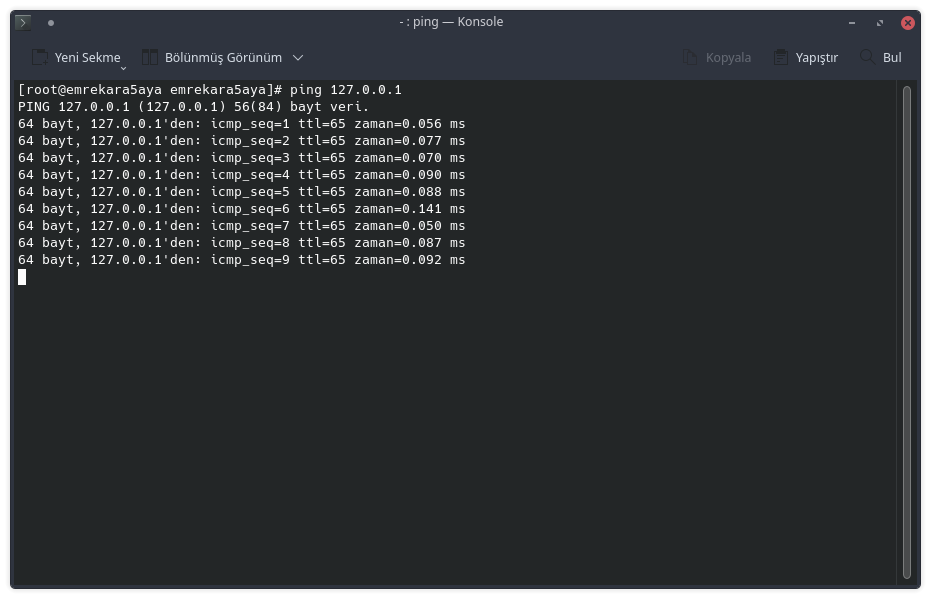 - : ping — Konsole
Yeni Sekme
Bölünmüş Görünüm
Kopyala
Yapıştır
Bul
[root@emrekara5aya emrekara5aya]# ping 127.0.0.1
PING 127.0.0.1 (127.0.0.1) 56(84) bayt veri.
64 bayt, 127.0.0.1'den: icmp_seq=1 ttl=65 zaman=0.056 ms
64 bayt, 127.0.0.1'den: icmp_seq=2 ttl=65 zaman=0.077 ms
64 bayt, 127.0.0.1'den: icmp_seq=3 ttl=65 zaman=0.070 ms
64 bayt, 127.0.0.1'den: icmp_seq=4 ttl=65 zaman=0.090 ms
64 bayt, 127.0.0.1'den: icmp_seq=5 ttl=65 zaman=0.088 ms
64 bayt, 127.0.0.1'den: icmp_seq=6 ttl=65 zaman=0.141 ms
64 bayt, 127.0.0.1'den: icmp_seq=7 ttl=65 zaman=0.050 ms
64 bayt, 127.0.0.1'den: icmp_seq=8 ttl=65 zaman=0.087 ms
64 bayt, 127.0.0.1'den: icmp_seq=9 ttl=65 zaman=0.092 ms